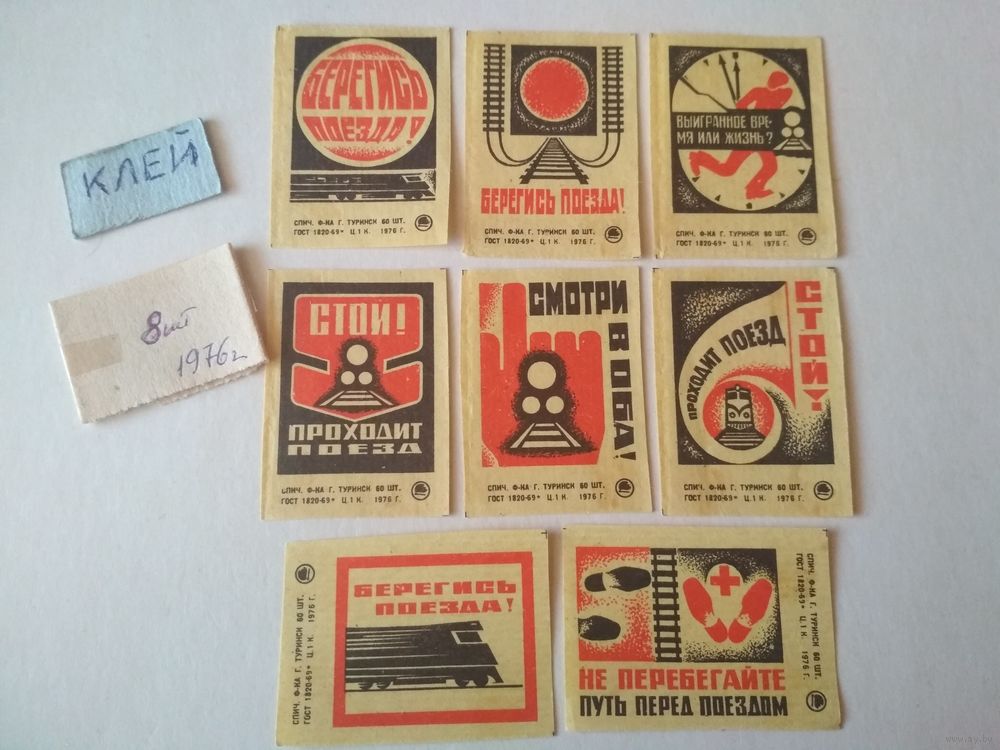 КЛЕЙ
8шт
1976г
БЕРЕГИСЬ
ПОЕЗДА!
СПИЧ. Ф-КА Г. ТУРИНСК 60 ШТ.
ГОСТ 1820-69* Ц. 1 К. 1976 Г.
БЕРЕГИСЬ ПОЕЗДА!
СПИЧ. Ф-КА Г. ТУРИНСК 60 ШТ.
ГОСТ 1820-69* Ц. 1 К. 1976 Г.
ВЫИГРАННОЕ ВРЕ-
МЯ ИЛИ ЖИЗНЬ?
СПИЧ. Ф-КА Г. ТУРИНСК 60 ШТ.
ГОСТ 1820-69* Ц. 1 К. 1976 Г.
СТОЙ!
ПРОХОДИТ
ПОЕЗД
СПИЧ. Ф-КА Г. ТУРИНСК 60 ШТ.
ГОСТ 1820-69* Ц. 1 К. 1976 Г.
СМОТРИ
В ОБА!
СПИЧ. Ф-КА Г. ТУРИНСК 60 ШТ.
ГОСТ 1820-69* Ц. 1 К. 1976 Г.
СТОЙ!
ПРОХОДИТ ПОЕЗД
СПИЧ. Ф-КА Г. ТУРИНСК 60 ШТ.
ГОСТ 1820-69* Ц. 1 К. 1976 Г.
БЕРЕГИСЬ
ПОЕЗДА!
СПИЧ. Ф-КА Г. ТУРИНСК 60 ШТ.
ГОСТ 1820-69* Ц. 1 К. 1976 Г.
НЕ ПЕРЕБЕГАЙТЕ
ПУТЬ ПЕРЕД ПОЕЗДОМ
СПИЧ. Ф-КА Г. ТУРИНСК 60 ШТ.
ГОСТ 1820-69* Ц. 1 К. 1976 Г.
www.ay.by